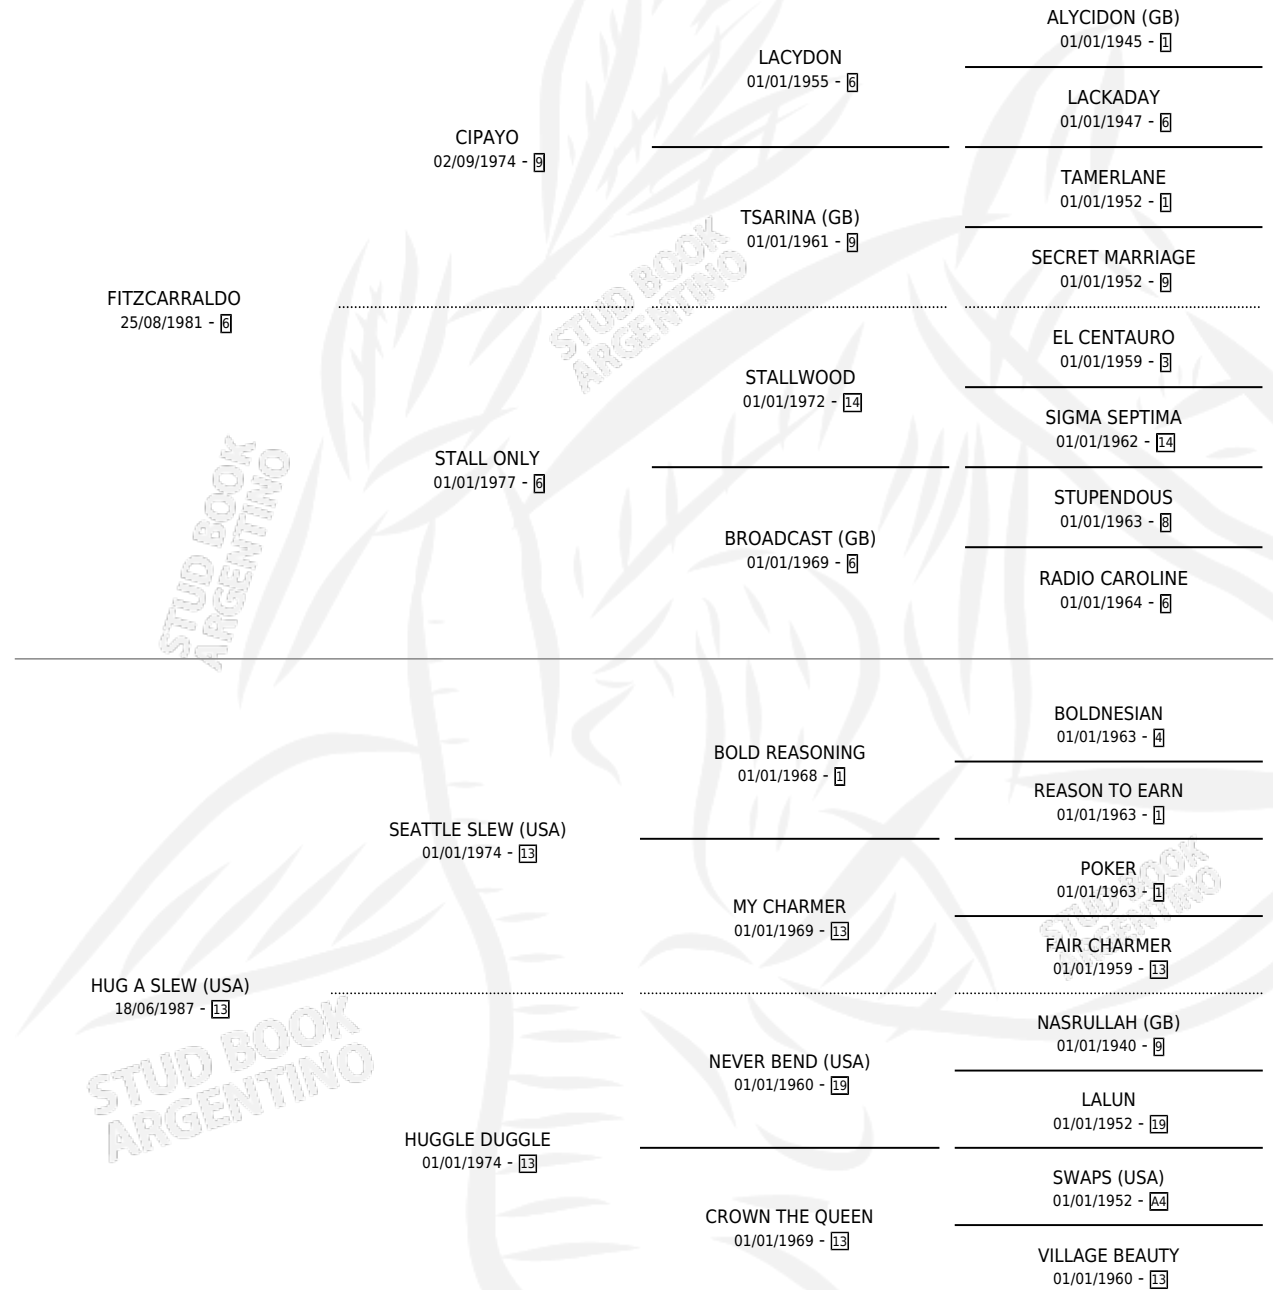 ALYCIDON (GB)
01/01/1945 - 1
LACYDON
01/01/1955 - 6
LACKADAY
01/01/1947 - 6
CIPAYO
02/09/1974 - 9
TAMERLANE
01/01/1952 - 1
TSARINA (GB)
01/01/1961 - 9
SECRET MARRIAGE
01/01/1952 - 9
FITZCARRALDO
25/08/1981 - 6
EL CENTAURO
01/01/1959 - 3
STALLWOOD
01/01/1972 - 14
SIGMA SEPTIMA
01/01/1962 - 14
STALL ONLY
01/01/1977 - 6
STUPENDOUS
01/01/1963 - 8
BROADCAST (GB)
01/01/1969 - 6
RADIO CAROLINE
01/01/1964 - 6
BOLDNESIAN
01/01/1963 - 4
BOLD REASONING
01/01/1968 - 1
REASON TO EARN
01/01/1963 - 1
SEATTLE SLEW (USA)
01/01/1974 - 13
POKER
01/01/1963 - 1
MY CHARMER
01/01/1969 - 13
FAIR CHARMER
01/01/1959 - 13
HUG A SLEW (USA)
18/06/1987 - 13
NASRULLAH (GB)
01/01/1940 - 9
NEVER BEND (USA)
01/01/1960 - 19
LALUN
01/01/1952 - 19
HUGGLE DUGGLE
01/01/1974 - 13
SWAPS (USA)
01/01/1952 - A4
CROWN THE QUEEN
01/01/1969 - 13
VILLAGE BEAUTY
01/01/1960 - 13
STUD BOOK
ARGENTINO
STUD BOOK
ARGENTINO
STUD BOOK
ARGENTINO
STUD BOOK
ARGENTINO